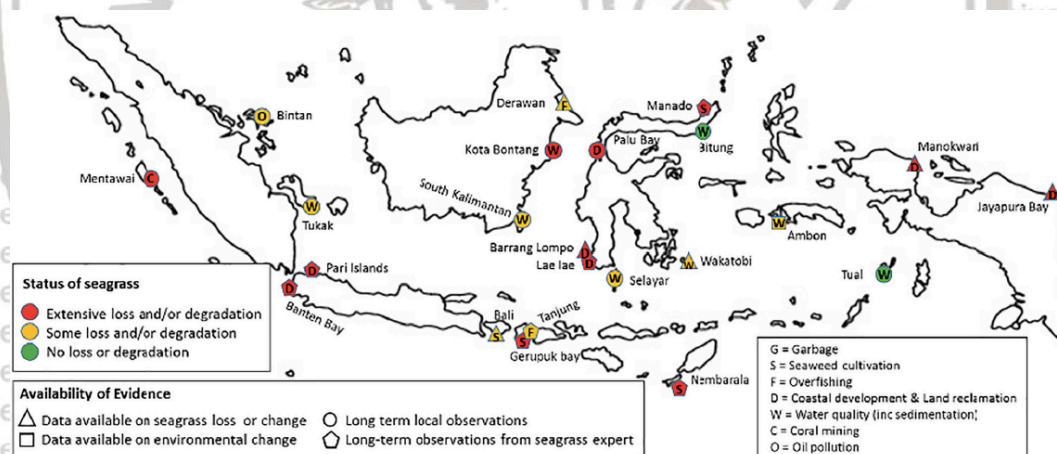 Derawan
F
Manado
S
Bintan
O
W
Bitung
Kota Bontang
W
D
Palu Bay
Manokwari
D
Mentawai
C
South Kalimantan
W
W
Tukak
Jayapura Bay
D
W
Ambon
Barrang Lompo
D
Lae lae
D
W
Wakatobi
W
Selayar
Tual
W
D
Pari Islands
D
Banten Bay
Bali
S
Tanjung
F
S
Gerupuk bay
Nembarala
S
Status of seagrass
Extensive loss and/or degradation
Some loss and/or degradation
No loss or degradation
Availability of Evidence
Data available on seagrass loss or change
Long term local observations
Data available on environmental change
Long-term observations from seagrass expert
G = Garbage
S = Seaweed cultivation
F = Overfishing
D = Coastal development & Land reclamation
W = Water quality (inc sedimentation)
C = Coral mining
O = Oil pollution